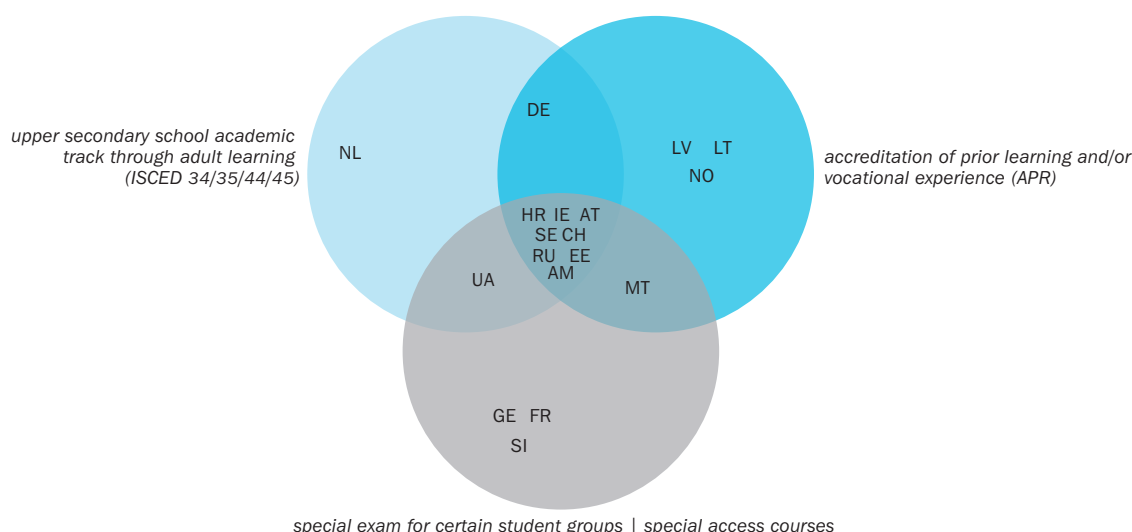 DE
upper secondary school academic
track through adult learning
(ISCED 34/35/44/45)
NL
LV LT
NO
accreditation of prior learning and/or
vocational experience (APR)
HR IE AT
SE CH
RU EE
AM
UA
MT
GE FR
SI
special exam for certain student groups | special access courses